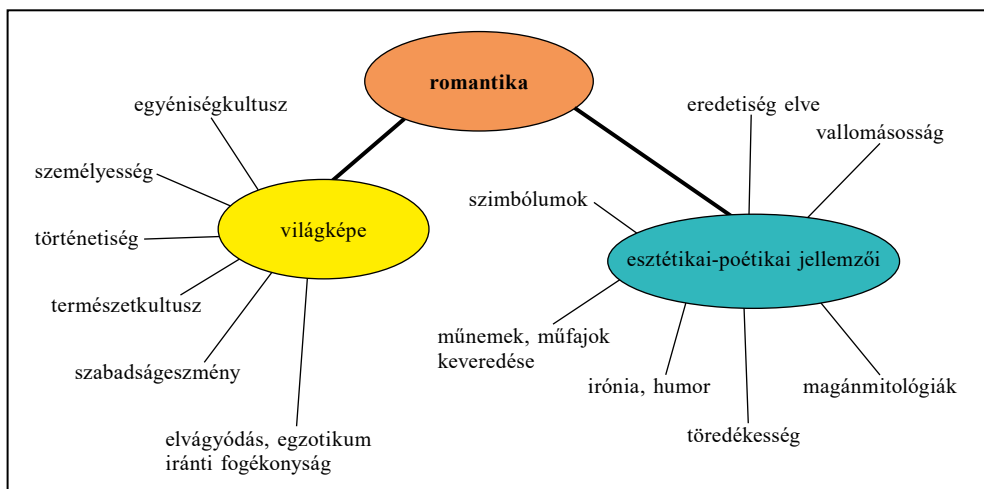 romantika
egyéniségkultusz
személyesség
történetiség
világképe
természetkultusz
szabadságeszmény
elvágyódás, egzotikum
iránti fogékonyság
eredetiség elve
vallomásosság
szimbólumok
esztétikai-poétikai jellemzői
műnemek, műfajok
keveredése
irónia, humor
magánmitológiák
töredékesség